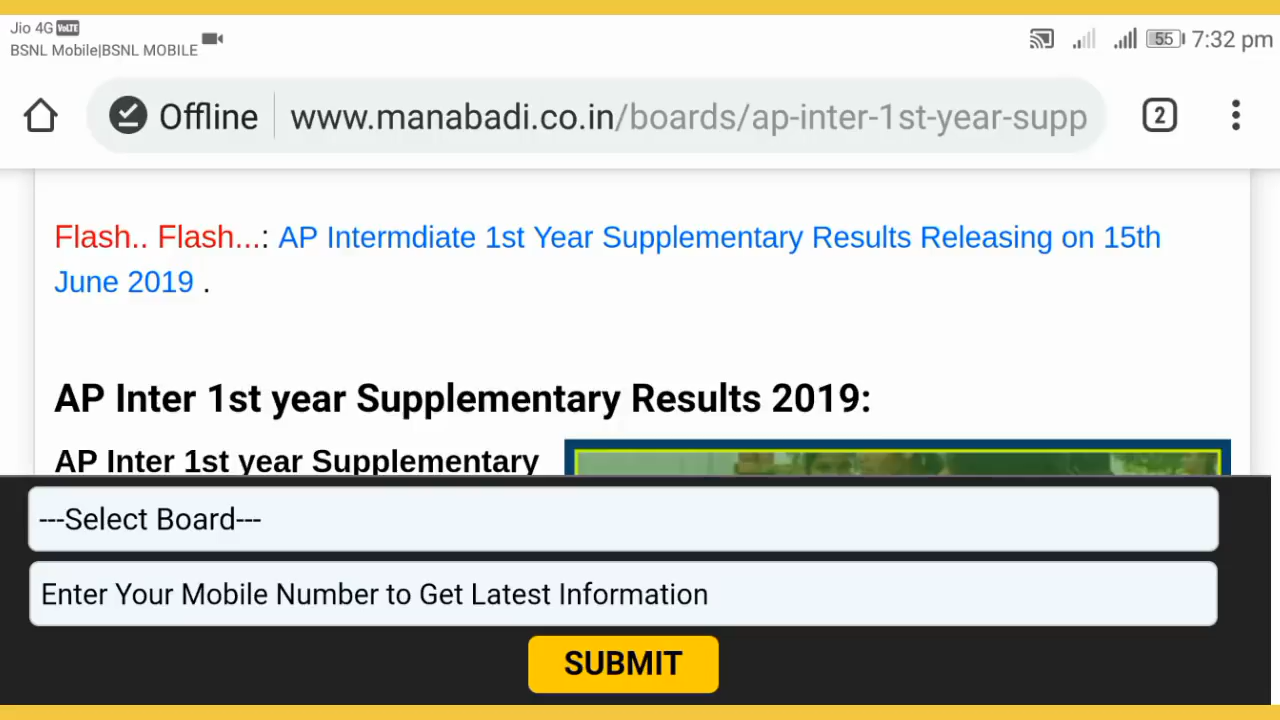 Jio 4G VoLTE
BSNL Mobile|BSNL MOBILE
55 7:32 pm
Offline www.manabadi.co.in/boards/ap-inter-1st-year-supp 2
Flash.. Flash...: AP Intermdiate 1st Year Supplementary Results Releasing on 15th
June 2019 .
AP Inter 1st year Supplementary Results 2019:
AP Inter 1st year Supplementary
---Select Board---
Enter Your Mobile Number to Get Latest Information
SUBMIT